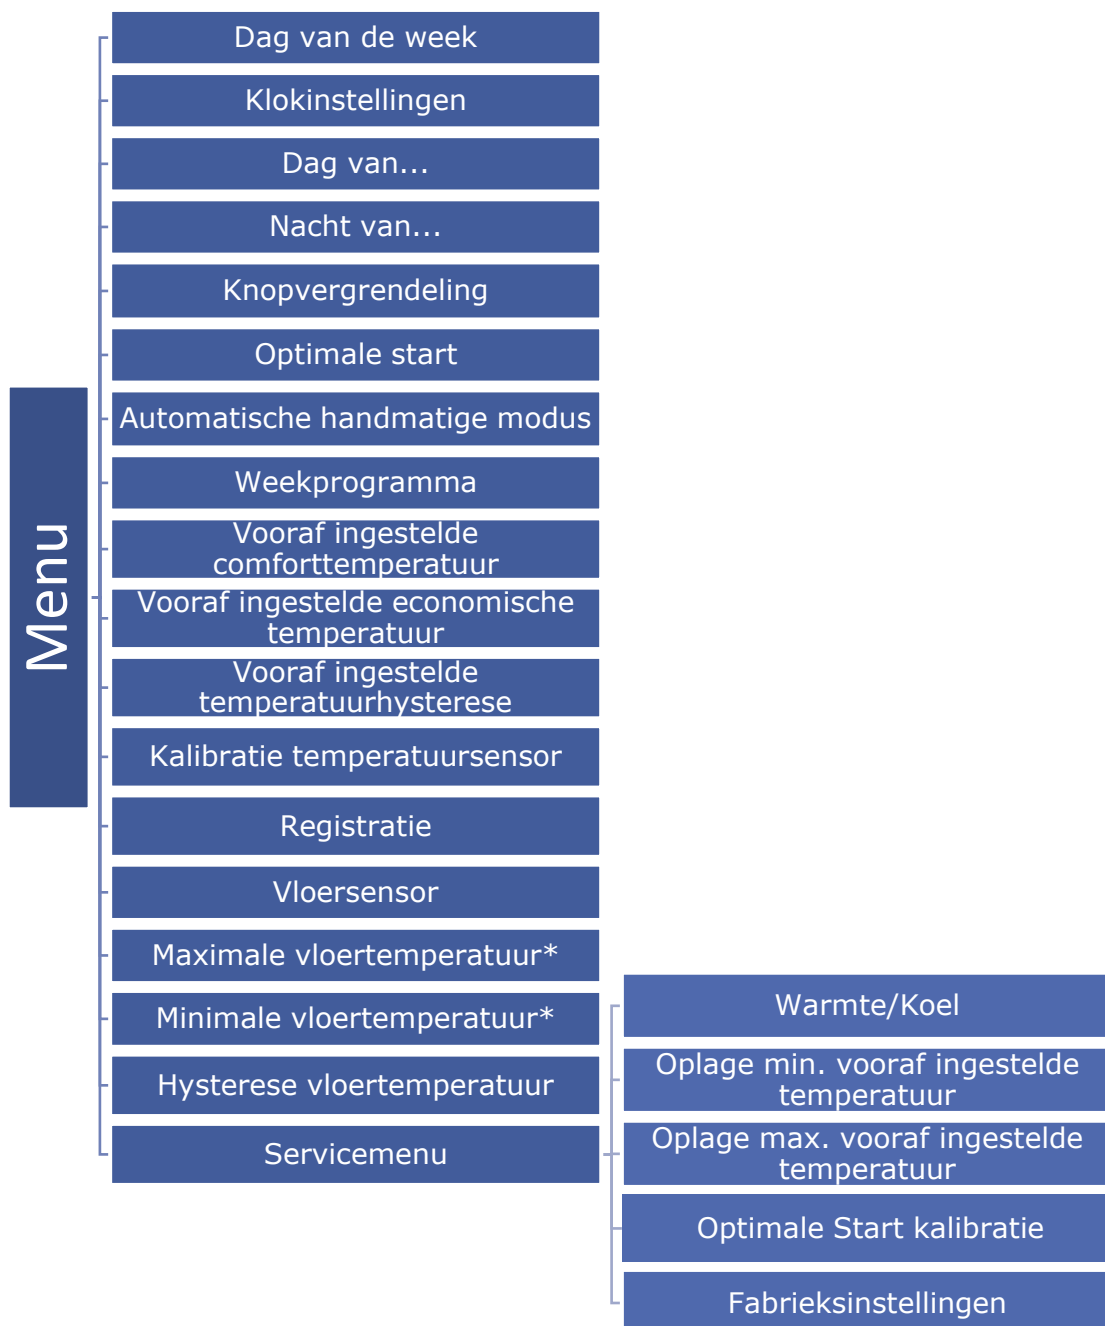 Menu
Dag van de week
Klokinstellingen
Dag van...
Nacht van...
Knopvergrendeling
Optimale start
Automatische handmatige modus
Weekprogramma
Vooraf ingestelde
comforttemperatuur
Vooraf ingestelde economische
temperatuur
Vooraf ingestelde
temperatuurhysterese
Kalibratie temperatuursensor
Registratie
Vloersensor
Maximale vloertemperatuur*
Minimale vloertemperatuur*
Hysterese vloertemperatuur
Servicemenu
Warmte/Koel
Oplage min. vooraf ingestelde
temperatuur
Oplage max. vooraf ingestelde
temperatuur
Optimale Start kalibratie
Fabrieksinstellingen